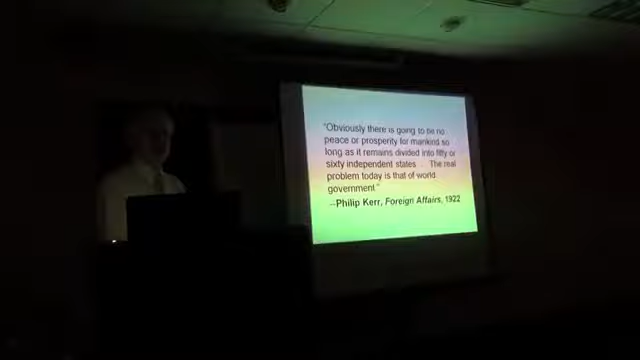 "Obviously there is going to be no
peace or prosperity for mankind so
long as it remains divided into fifty or
sixty independent states ... The real
problem today is that of world
government."
--Philip Kerr, Foreign Affairs, 1922